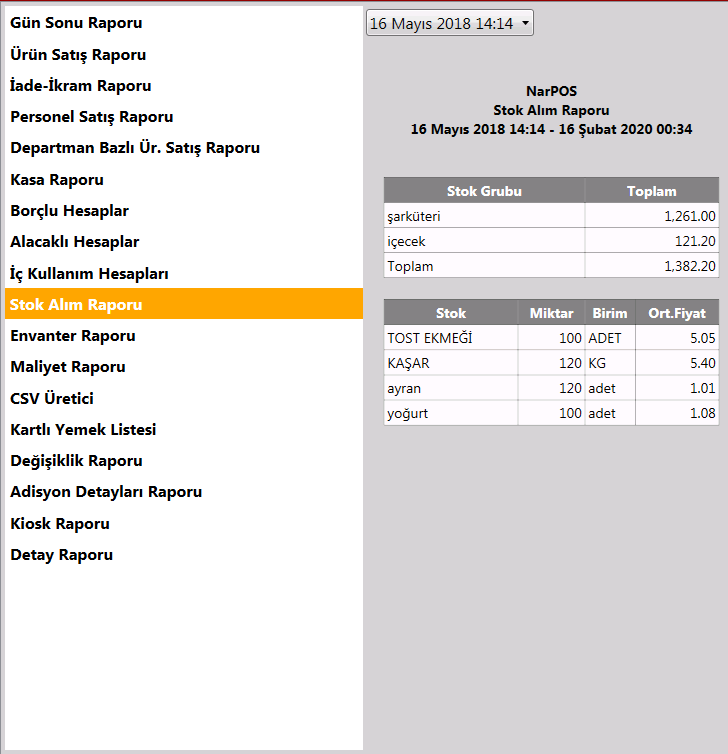 Gün Sonu Raporu
Ürün Satış Raporu
İade-İkram Raporu
Personel Satış Raporu
Departman Bazlı Ür. Satış Raporu
Kasa Raporu
Borçlu Hesaplar
Alacaklı Hesaplar
İç Kullanım Hesapları
Stok Alım Raporu
Envanter Raporu
Maliyet Raporu
CSV Üretici
Kartlı Yemek Listesi
Değişiklik Raporu
Adisyon Detayları Raporu
Kiosk Raporu
Detay Raporu
16 Mayıs 2018 14:14
NarPOS
Stok Alım Raporu
16 Mayıs 2018 14:14 - 16 Şubat 2020 00:34
Stok Grubu Toplam
şarküteri 1,261.00
içecek 121.20
Toplam 1,382.20
Stok Miktar Birim Ort.Fiyat
TOST EKMEĞİ 100 ADET 5.05
KAŞAR 120 KG 5.40
ayran 120 adet 1.01
yoğurt 100 adet 1.08